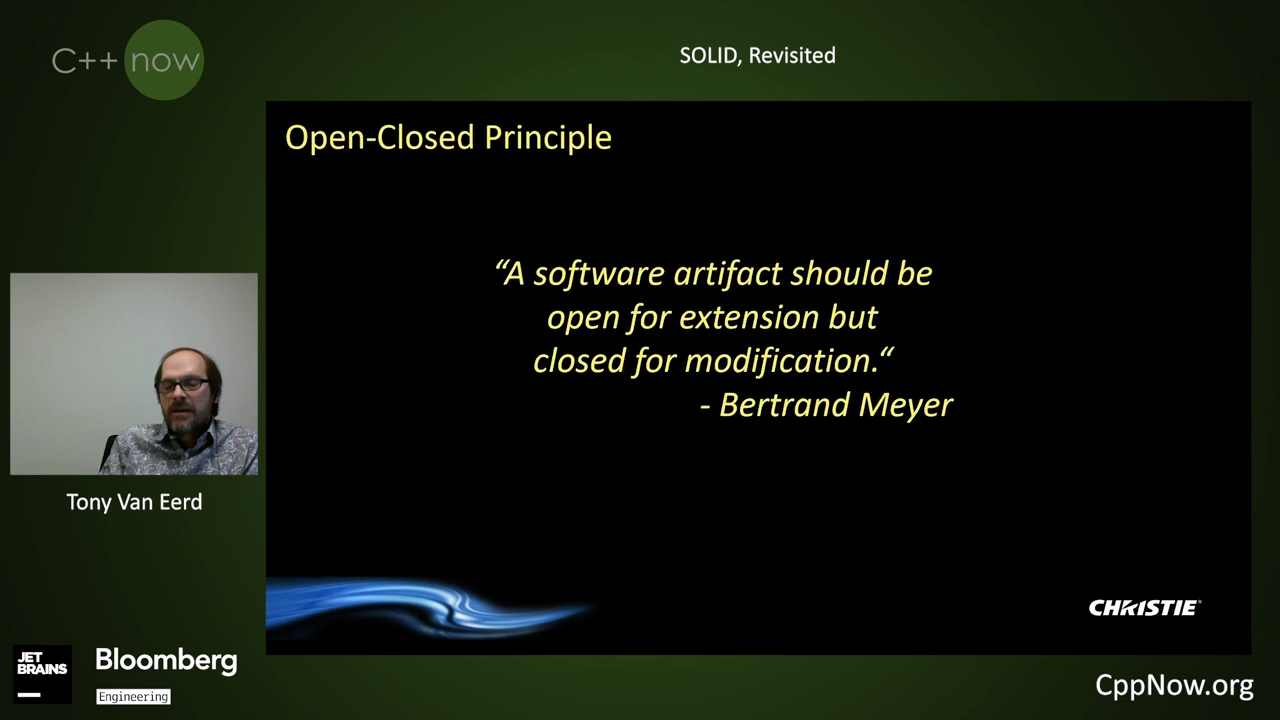 C++ now
SOLID, Revisited
Open-Closed Principle
“A software artifact should be
open for extension but
closed for modification.“
- Bertrand Meyer
Tony Van Eerd
CHRISTIE
JET
BRAINS
Bloomberg
Engineering
CppNow.org